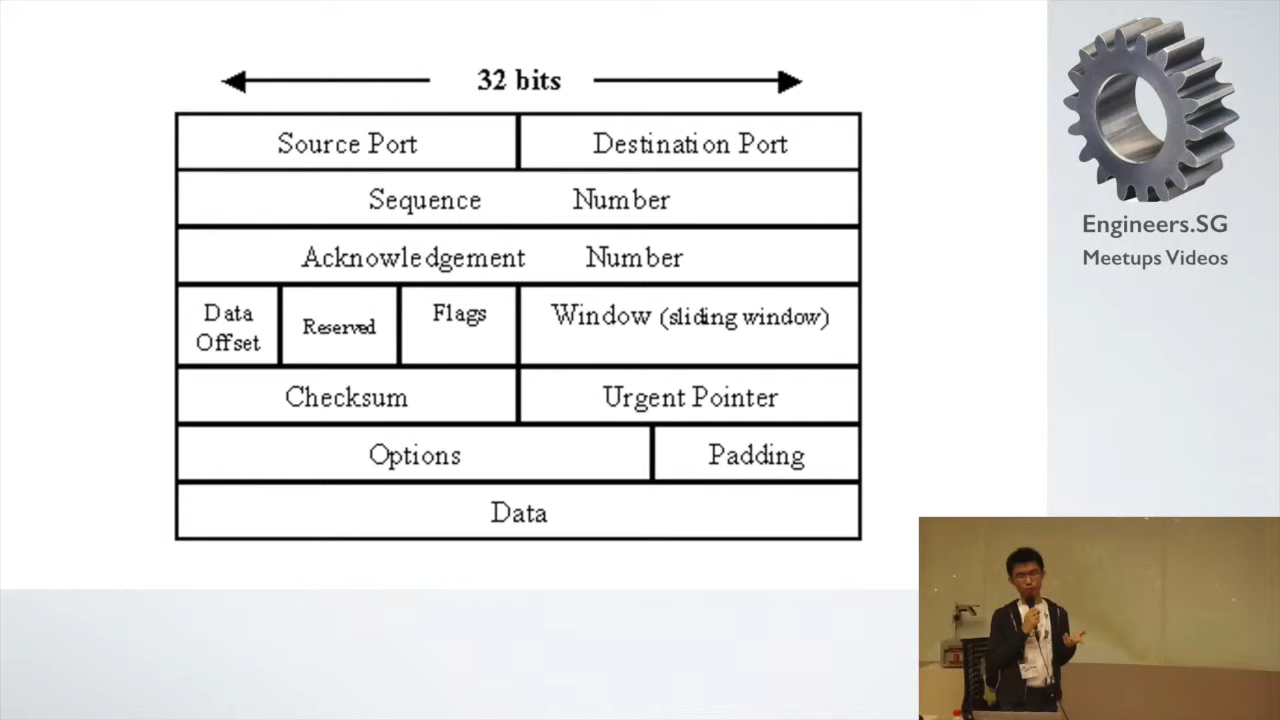 32 bits
Source Port
Destination Port
Sequence Number
Acknowledgement Number
Data Offset
Reserved
Flags
Window (sliding window)
Checksum
Urgent Pointer
Options
Padding
Data
Engineers.SG
Meetups Videos